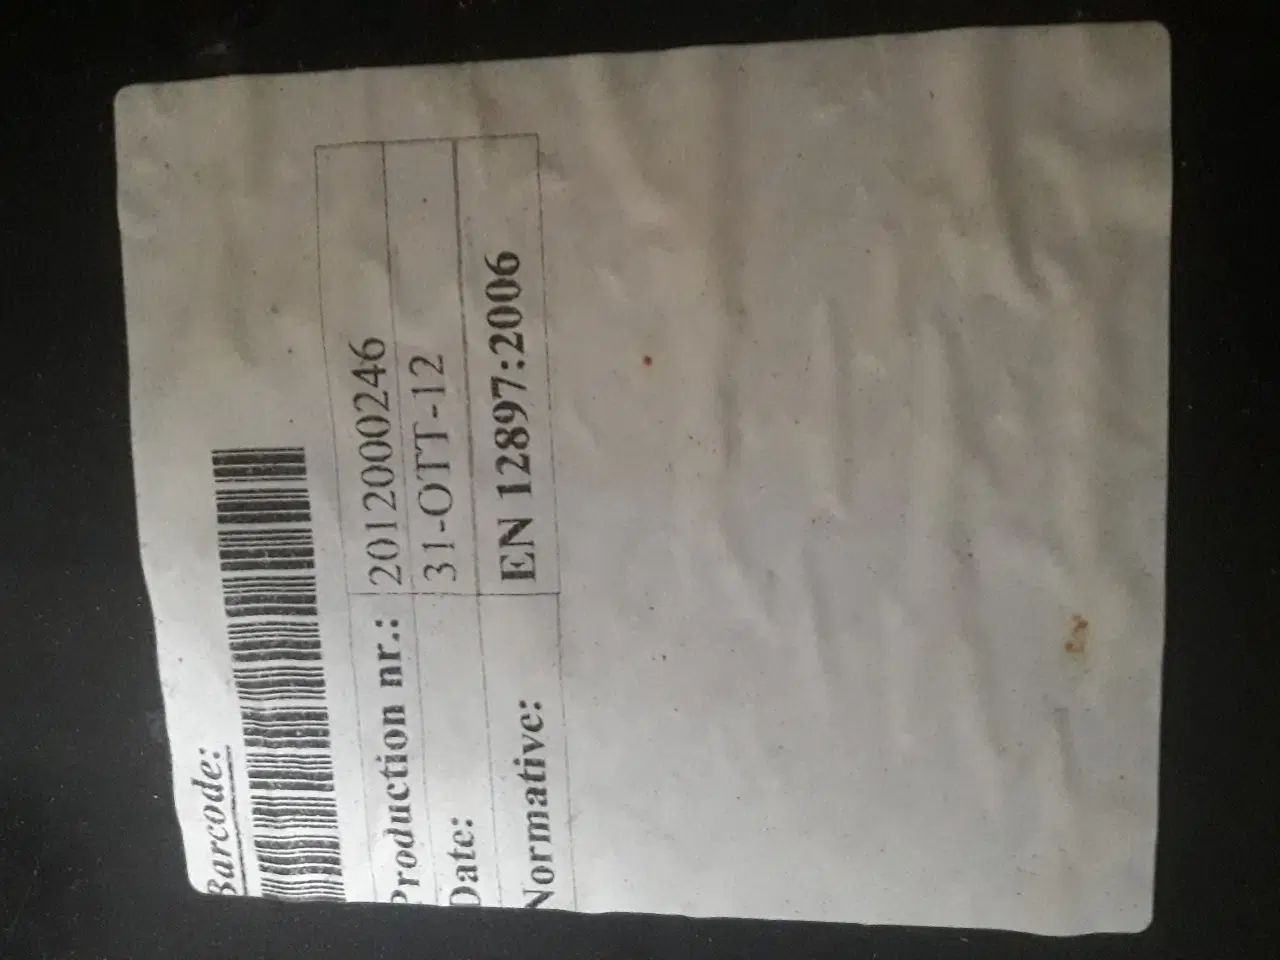 Barcode:
Production nr.: 2012000246
Date: 31-OTT-12
Normative: EN 12897:2006